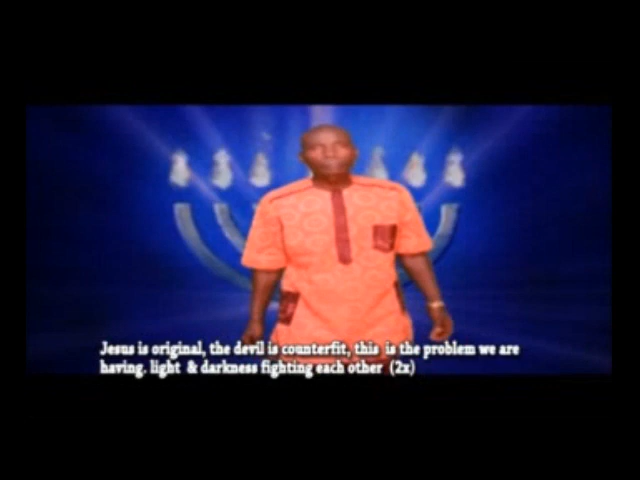 Jesus is original, the devil is counterfit, this is the problem we are
having. light & darkness fighting each other (2x)